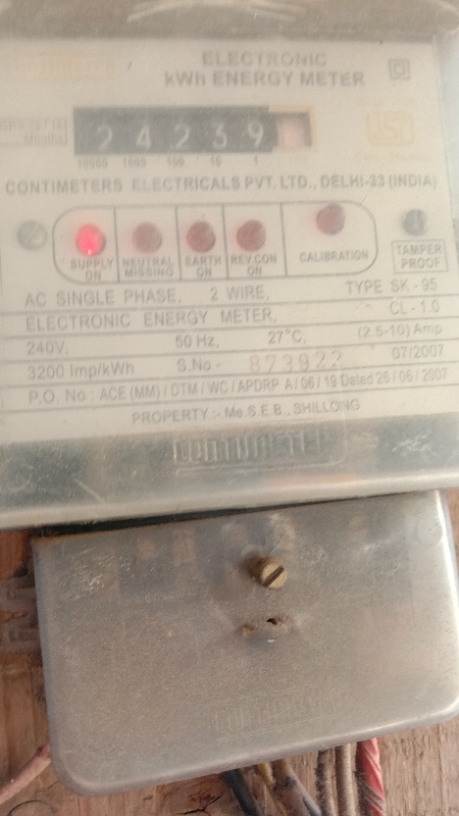 ELECTRONIC
kWh ENERGY METER
2 4 2 3 9
10000 1000 100 10 1
CONTIMETERS ELECTRICALS PVT. LTD., DELHI-33 (INDIA)
SUPPLY ON
NEUTRAL MISSING
EARTH ON
REV.CON ON
CALIBRATION
TAMPER PROOF
AC SINGLE PHASE, 2 WIRE, TYPE SK-95
ELECTRONIC ENERGY METER, CL-1.0
240V, 50 Hz, 27°C, (2.5-10) Amp
3200 Imp/kWh S.No- 873922 07/2007
P.O. No : ACE (MM) / DTM / WC / APDRP A / 06 / 19 Dated 26 / 06 / 2007
PROPERTY :- Me.S.E.B., SHILLONG
CONTIMETER